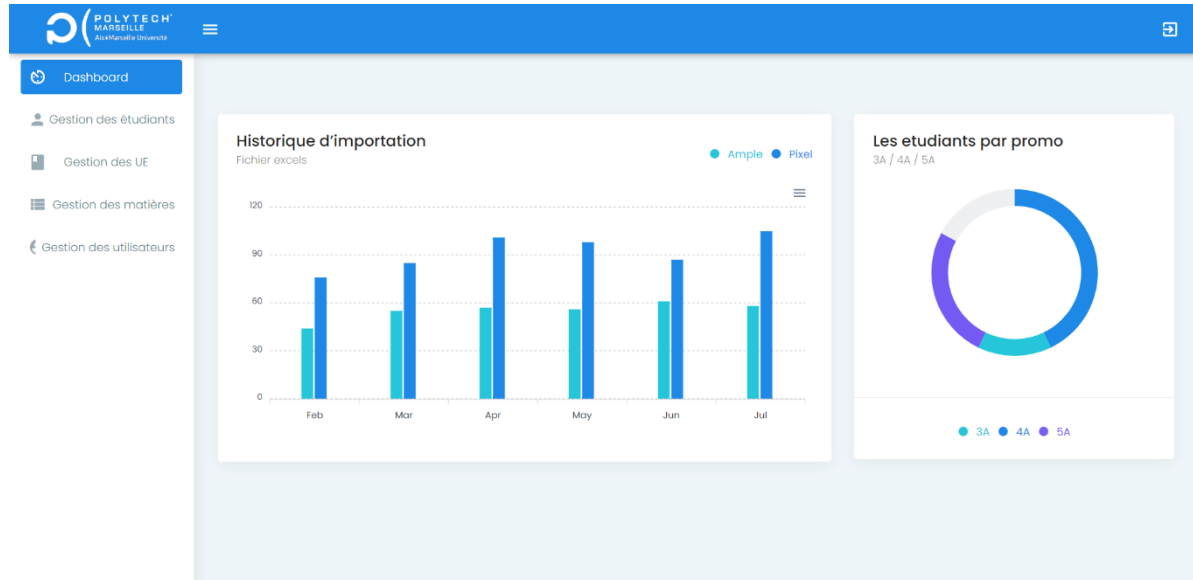 POLYTECH'
MARSEILLE
Aix*Marseille Université
Dashboard
Gestion des étudiants
Gestion des UE
Gestion des matières
Gestion des utilisateurs
Historique d'importation
Fichier excels
Ample Pixel
120
90
60
30
0
Feb Mar Apr May Jun Jul
Les etudiants par promo
3A / 4A / 5A
3A 4A 5A